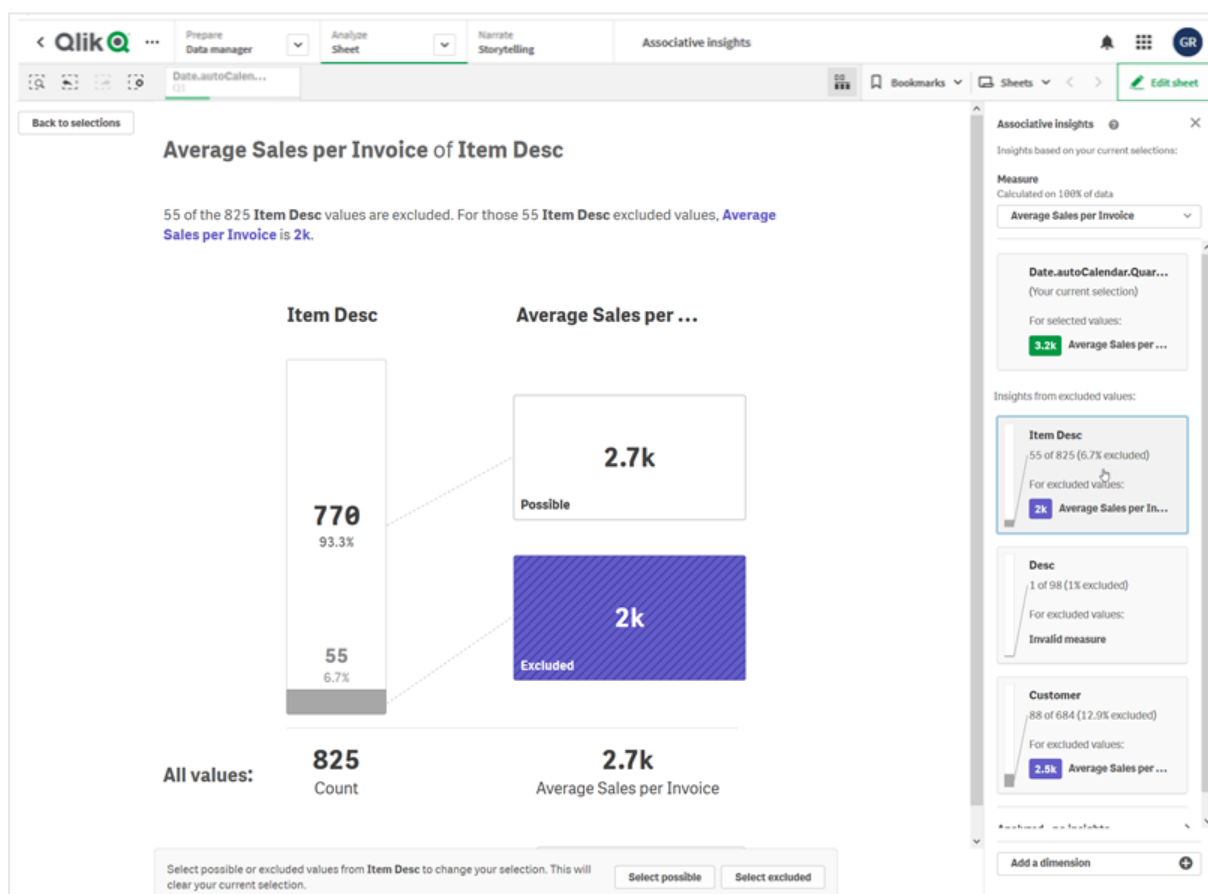 Qlik
Prepare
Data manager
Analyze
Sheet
Narrate
Storytelling
Associative insights
GR
Date.autoCalen...
Q1
Bookmarks
Sheets
Edit sheet
Back to selections
Average Sales per Invoice of Item Desc
55 of the 825 Item Desc values are excluded. For those 55 Item Desc excluded values, Average
Sales per Invoice is 2k.
Item Desc
Average Sales per ...
770
93.3%
55
6.7%
2.7k
Possible
2k
Excluded
All values:
825
Count
2.7k
Average Sales per Invoice
Select possible or excluded values from Item Desc to change your selection. This will
clear your current selection.
Select possible
Select excluded
Associative insights
Insights based on your current selections:
Measure
Calculated on 100% of data
Average Sales per Invoice
Date.autoCalendar.Quar...
(Your current selection)
For selected values:
3.2k Average Sales per ...
Insights from excluded values:
Item Desc
55 of 825 (6.7% excluded)
For excluded values:
2k Average Sales per In...
Desc
1 of 98 (1% excluded)
For excluded values:
Invalid measure
Customer
88 of 684 (12.9% excluded)
For excluded values:
2.5k Average Sales per ...
Add a dimension